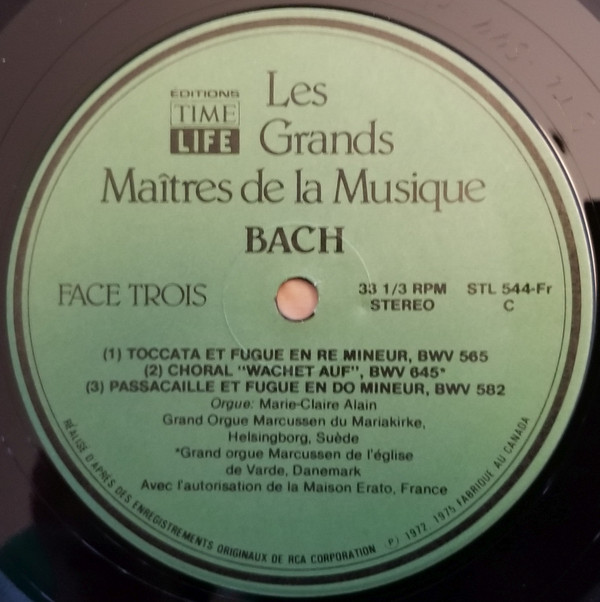 ÉDITIONS
TIME
LIFE
Les
Grands
Maîtres de la Musique
BACH
FACE TROIS
33 1/3 RPM STL 544-Fr
STEREO C
(1) TOCCATA ET FUGUE EN RE MINEUR, BWV 565
(2) CHORAL "WACHET AUF", BWV 645*
(3) PASSACAILLE ET FUGUE EN DO MINEUR, BWV 582
Orgue: Marie-Claire Alain
Grand Orgue Marcussen du Mariakirke,
Helsingborg, Suède
*Grand orgue Marcussen de l'église
de Varde, Danemark
Avec l'autorisation de la Maison Erato, France
RÉALISÉ D'APRÈS DES ENREGISTREMENTS ORIGINAUX DE RCA CORPORATION (P) 1972 1975 FABRIQUÉ AU CANADA